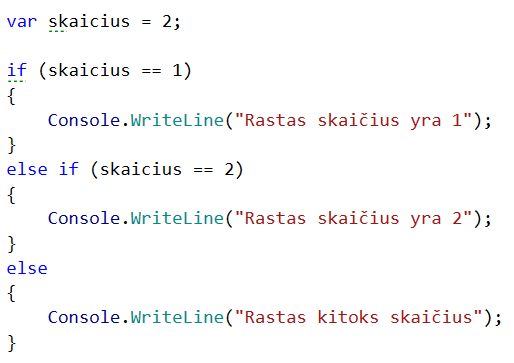 var skaicius = 2;
if (skaicius == 1)
{
Console.WriteLine("Rastas skaičius yra 1");
}
else if (skaicius == 2)
{
Console.WriteLine("Rastas skaičius yra 2");
}
else
{
Console.WriteLine("Rastas kitoks skaičius");
}